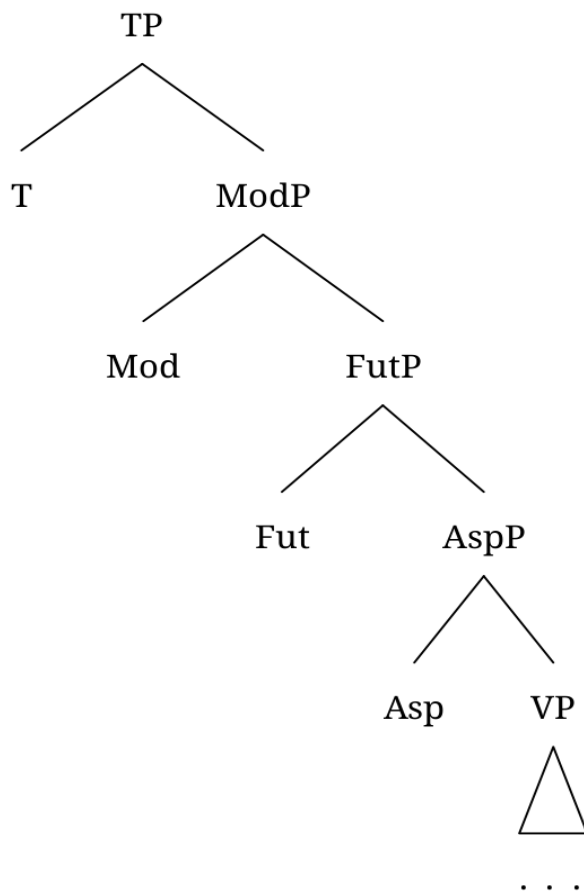 TP
T ModP
Mod FutP
Fut AspP
Asp VP
. . .